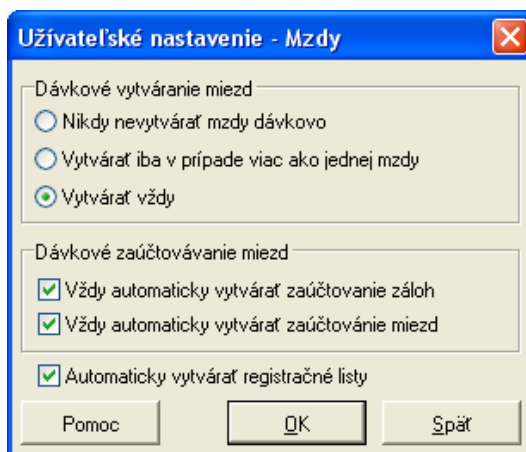 Užívateľské nastavenie - Mzdy
Dávkové vytváranie miezd
Nikdy nevytvárať mzdy dávkovo
Vytvárať iba v prípade viac ako jednej mzdy
Vytvárať vždy
Dávkové zaúčtovávanie miezd
Vždy automaticky vytvárať zaúčtovanie záloh
Vždy automaticky vytvárať zaúčtovánie miezd
Automaticky vytvárať registračné listy
Pomoc OK Späť